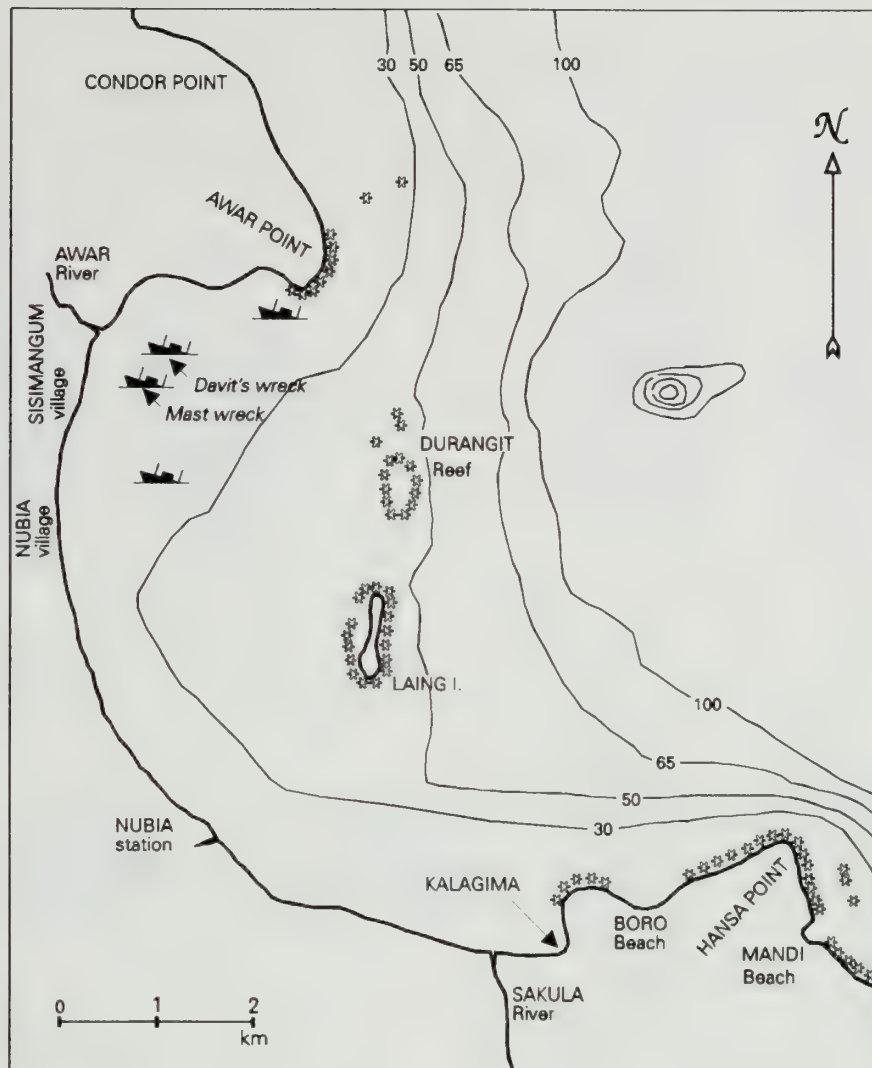 30 50 65 100
CONDOR POINT
N
AWAR POINT
AWAR
River
SISIMANGUM
village
Davit's wreck
Mast wreck
DURANGIT
Reef
NUBIA
village
LAING I.
100
65
50
30
NUBIA
station
KALAGIMA
BORO
Beach
HANSA POINT
MANDI
Beach
SAKULA
River
0 1 2
km